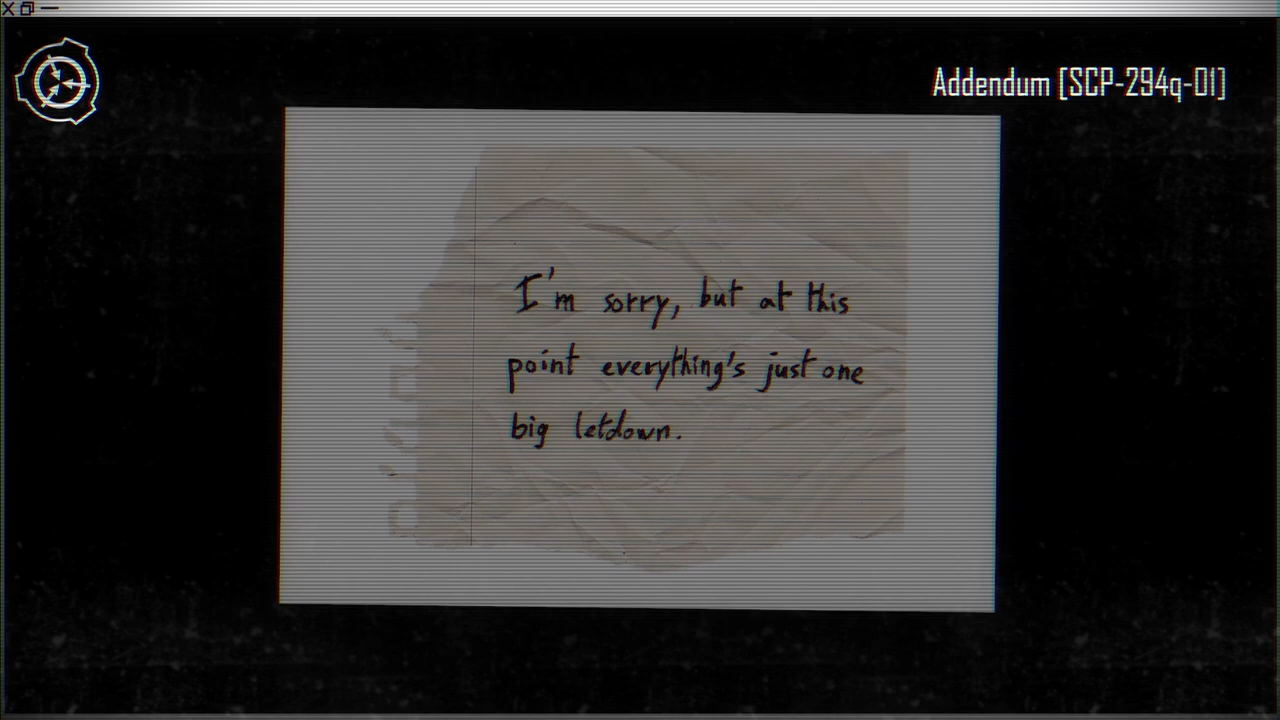 Addendum [SCP-294q-01]
I'm sorry, but at this
point everything's just one
big letdown.